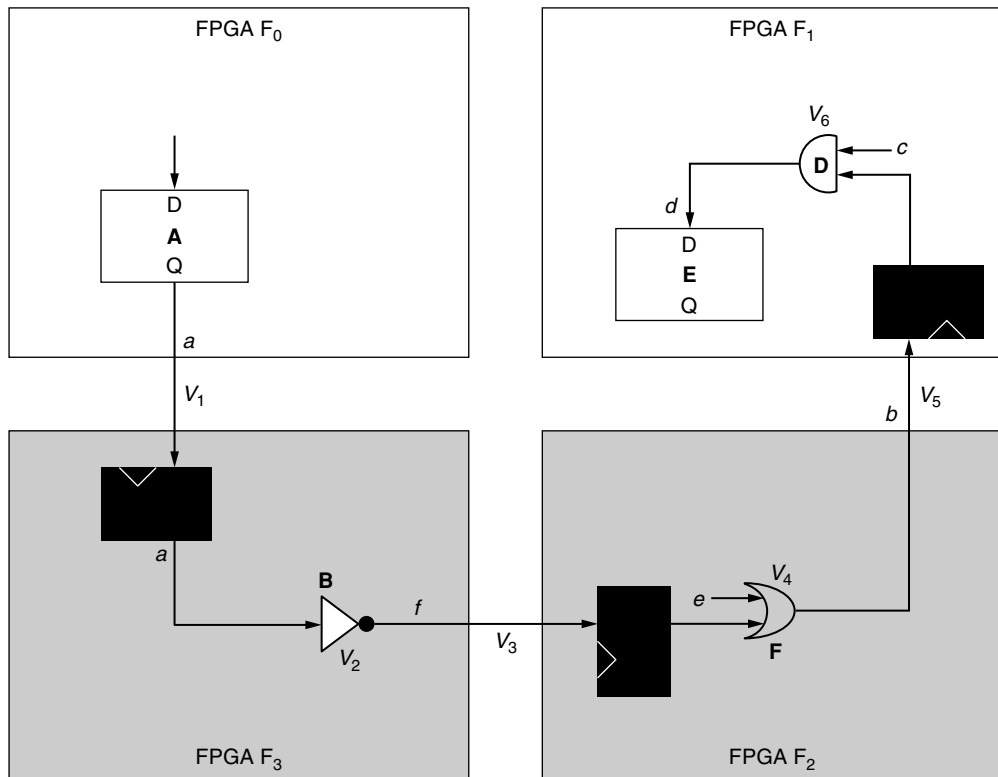 FPGA F₀
D
A
Q
a
V₁
FPGA F₁
V₆
c
D
d
D
E
Q
b
V₅
a
B
f
V₂
FPGA F₃
V₃
e
V₄
F
FPGA F₂